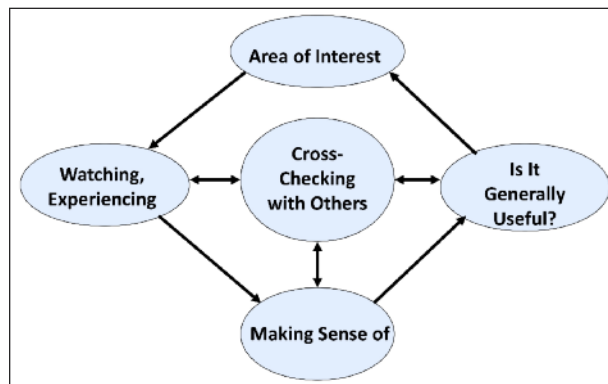 Area of Interest
Watching,
Experiencing
Cross-
Checking
with Others
Is It
Generally
Useful?
Making Sense of